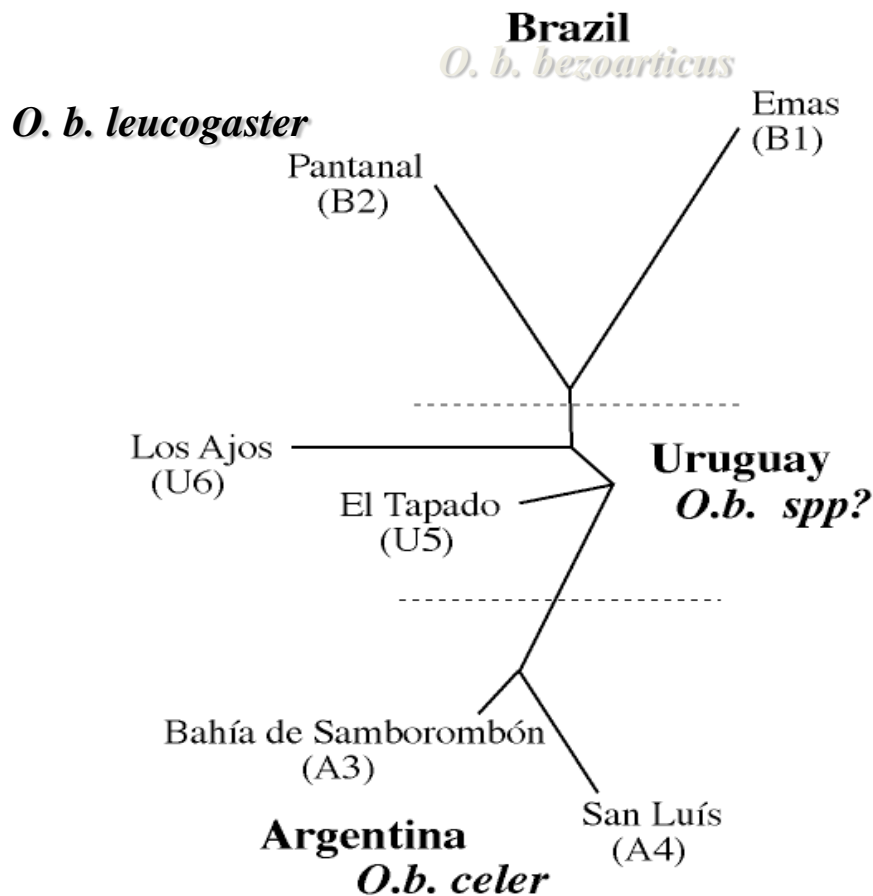 Brazil
O. b. bezoarticus
Emas
(B1)
O. b. leucogaster
Pantanal
(B2)
Los Ajos
(U6)
Uruguay
O.b. spp?
El Tapado
(U5)
Bahía de Samborombón
(A3)
San Luís
(A4)
Argentina
O.b. celer